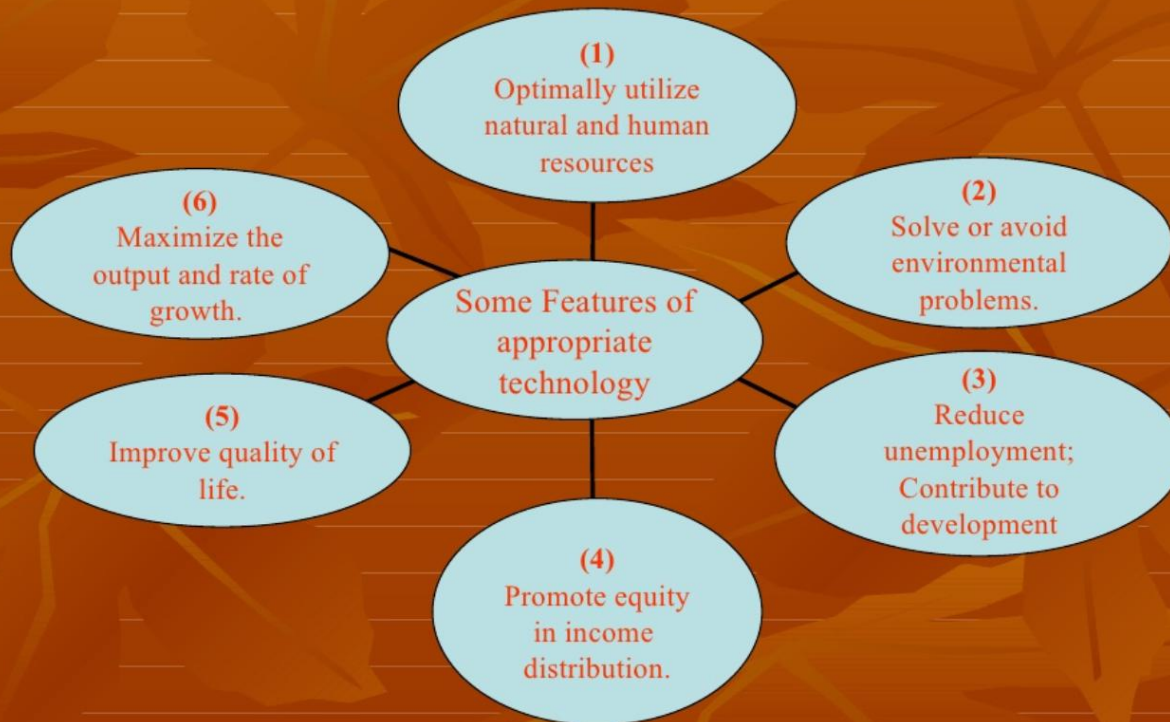 (1)
Optimally utilize
natural and human
resources
(2)
Solve or avoid
environmental
problems.
(3)
Reduce
unemployment;
Contribute to
development
(4)
Promote equity
in income
distribution.
(5)
Improve quality of
life.
(6)
Maximize the
output and rate of
growth.
Some Features of
appropriate
technology